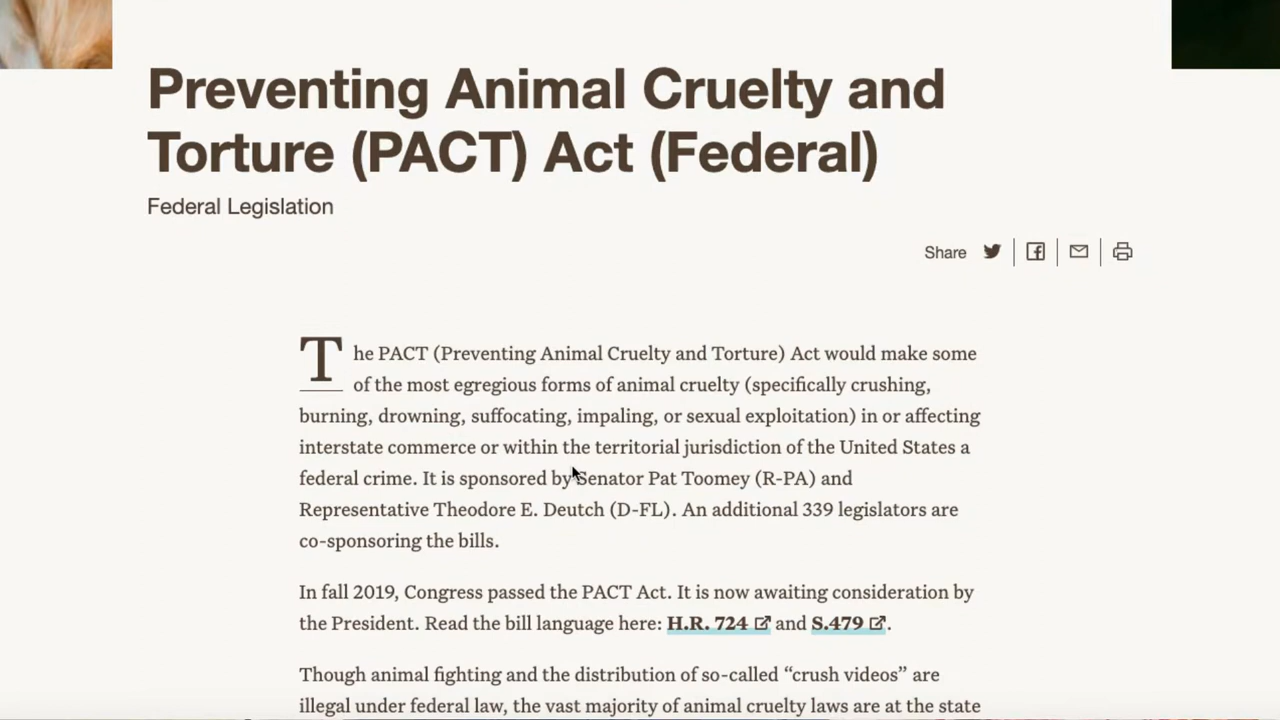 Preventing Animal Cruelty and
Torture (PACT) Act (Federal)
Federal Legislation
Share
The PACT (Preventing Animal Cruelty and Torture) Act would make some
of the most egregious forms of animal cruelty (specifically crushing,
burning, drowning, suffocating, impaling, or sexual exploitation) in or affecting
interstate commerce or within the territorial jurisdiction of the United States a
federal crime. It is sponsored by Senator Pat Toomey (R-PA) and
Representative Theodore E. Deutch (D-FL). An additional 339 legislators are
co-sponsoring the bills.
In fall 2019, Congress passed the PACT Act. It is now awaiting consideration by
the President. Read the bill language here: H.R. 724 and S.479.
Though animal fighting and the distribution of so-called “crush videos” are
illegal under federal law, the vast majority of animal cruelty laws are at the state